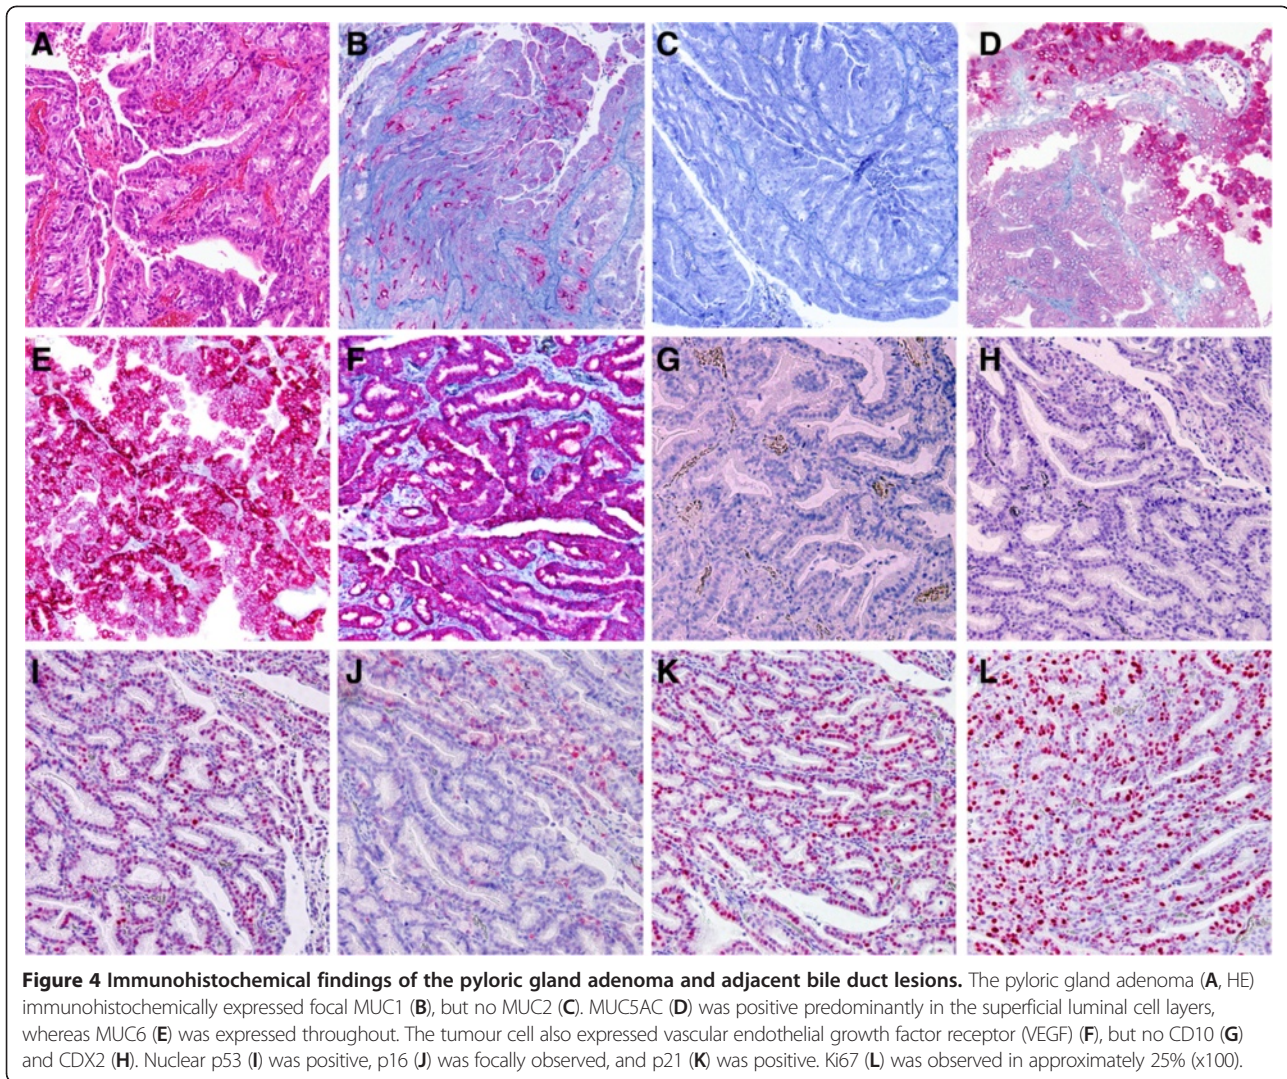 A B C D
E F G H
I J K L
Figure 4 Immunohistochemical findings of the pyloric gland adenoma and adjacent bile duct lesions. The pyloric gland adenoma (A, HE)
immunohistochemically expressed focal MUC1 (B), but no MUC2 (C). MUC5AC (D) was positive predominantly in the superficial luminal cell layers,
whereas MUC6 (E) was expressed throughout. The tumour cell also expressed vascular endothelial growth factor receptor (VEGF) (F), but no CD10 (G)
and CDX2 (H). Nuclear p53 (I) was positive, p16 (J) was focally observed, and p21 (K) was positive. Ki67 (L) was observed in approximately 25% (x100).